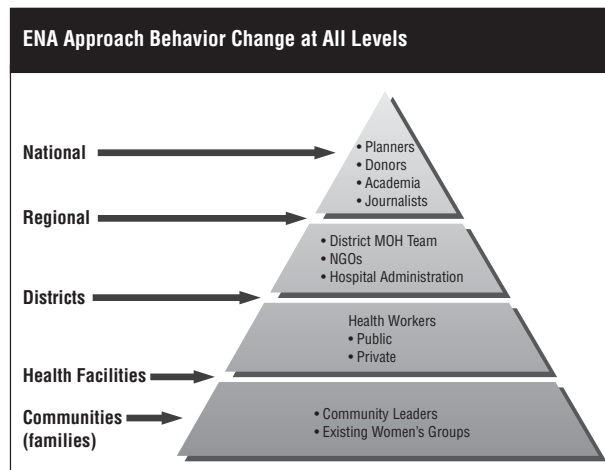 ENA Approach Behavior Change at All Levels
National
• Planners
• Donors
• Academia
• Journalists
Regional
• District MOH Team
• NGOs
• Hospital Administration
Districts
Health Workers
• Public
• Private
Health Facilities
Communities
(families)
• Community Leaders
• Existing Women's Groups